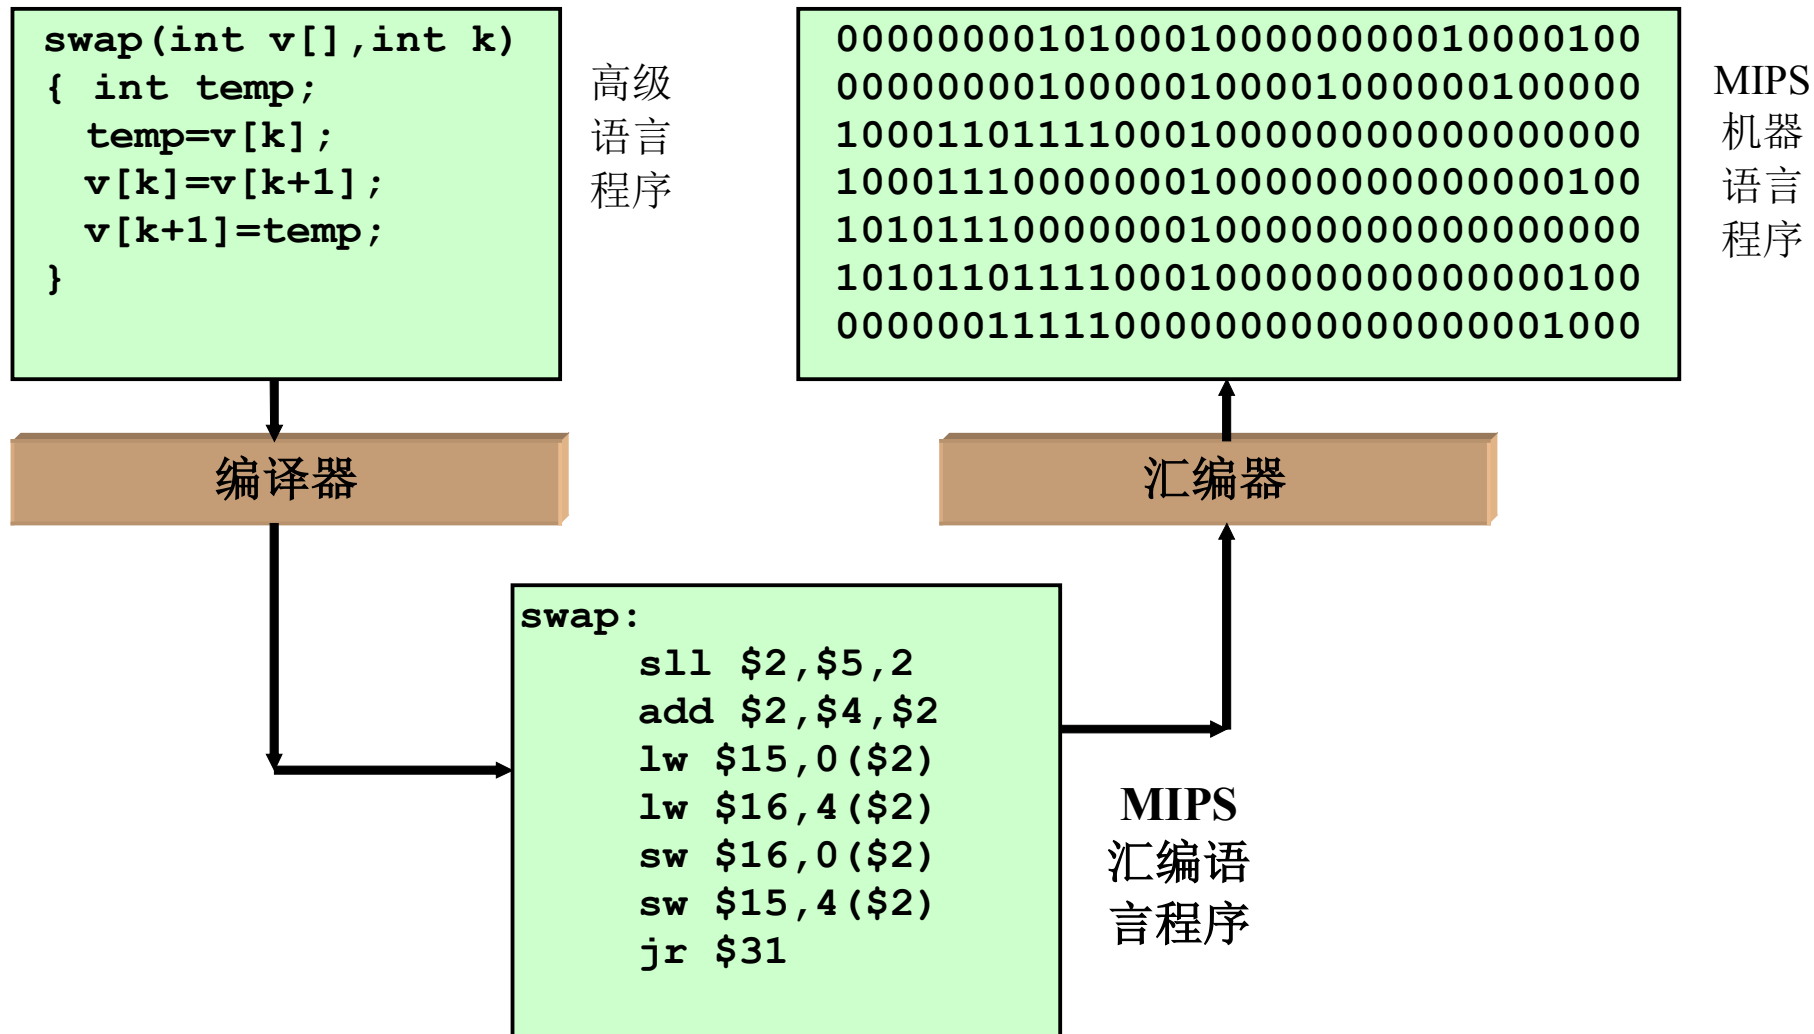 swap(int v[],int k)
{ int temp;
temp=v[k];
v[k]=v[k+1];
v[k+1]=temp;
}
高级
语言
程序
00000000101000100000000010000100
00000000100000100001000000100000
10001101111000100000000000000000
10001110000000100000000000000100
10101110000000100000000000000000
10101101111000100000000000000100
00000011111000000000000000001000
MIPS
机器
语言
程序
编译器
汇编器
swap:
sll $2,$5,2
add $2,$4,$2
lw $15,0($2)
lw $16,4($2)
sw $16,0($2)
sw $15,4($2)
jr $31
MIPS
汇编语
言程序